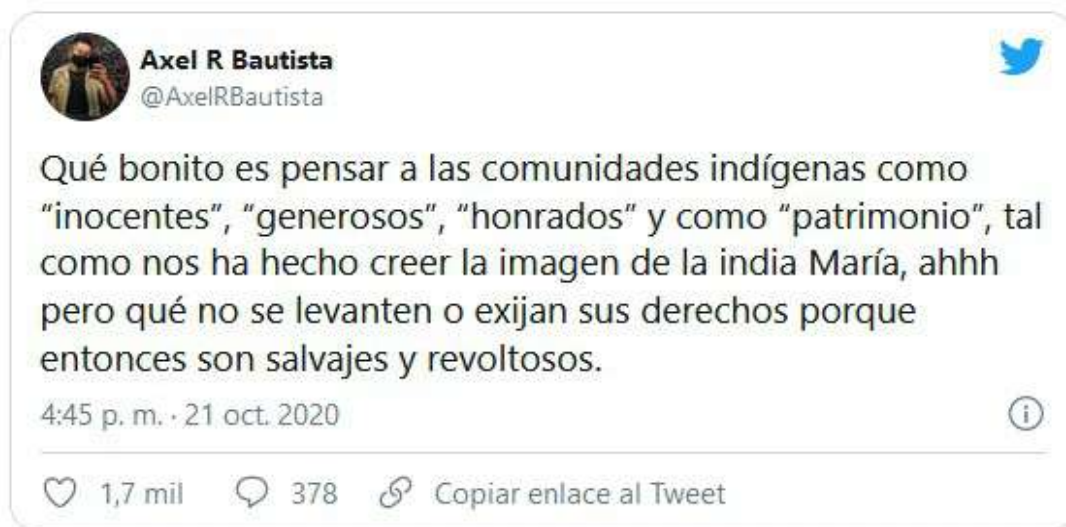 Axel R Bautista
@AxelRBautista
Qué bonito es pensar a las comunidades indígenas como
“inocentes”, “generosos”, “honrados” y como “patrimonio”, tal
como nos ha hecho creer la imagen de la india María, ahhh
pero qué no se levanten o exijan sus derechos porque
entonces son salvajes y revoltosos.
4:45 p. m. · 21 oct. 2020
1,7 mil 378 Copiar enlace al Tweet